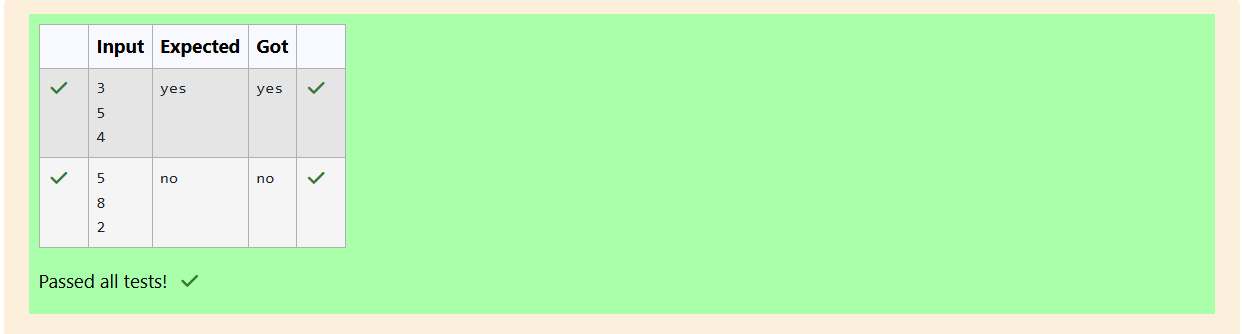 Input Expected Got
3 yes yes
5
4
5 no no
8
2
Passed all tests!